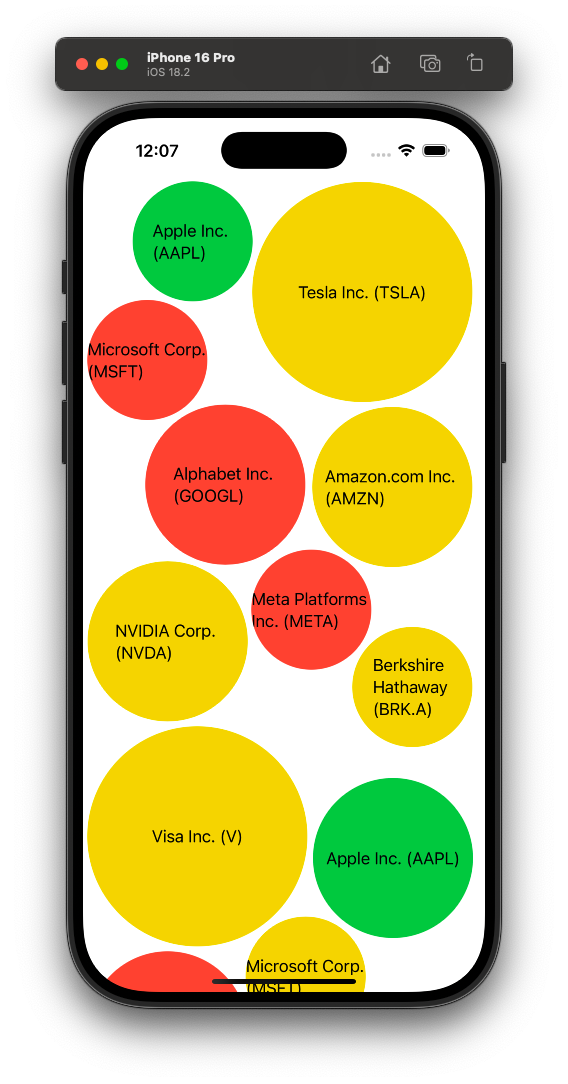 iPhone 16 Pro
iOS 18.2
12:07
Apple Inc.
(AAPL)
Tesla Inc. (TSLA)
Microsoft Corp.
(MSFT)
Alphabet Inc.
(GOOGL)
Amazon.com Inc.
(AMZN)
Meta Platforms
Inc. (META)
NVIDIA Corp.
(NVDA)
Berkshire
Hathaway
(BRK.A)
Visa Inc. (V)
Apple Inc. (AAPL)
Microsoft Corp.
(MSFT)